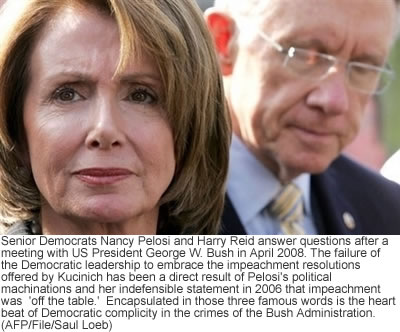 Senior Democrats Nancy Pelosi and Harry Reid answer questions after a
meeting with US President George W. Bush in April 2008. The failure of
the Democratic leadership to embrace the impeachment resolutions
offered by Kucinich has been a direct result of Pelosi's political
machinations and her indefensible statement in 2006 that impeachment
was  'off the table.'  Encapsulated in those three famous words is the heart
beat of Democratic complicity in the crimes of the Bush Administration.
(AFP/File/Saul Loeb)